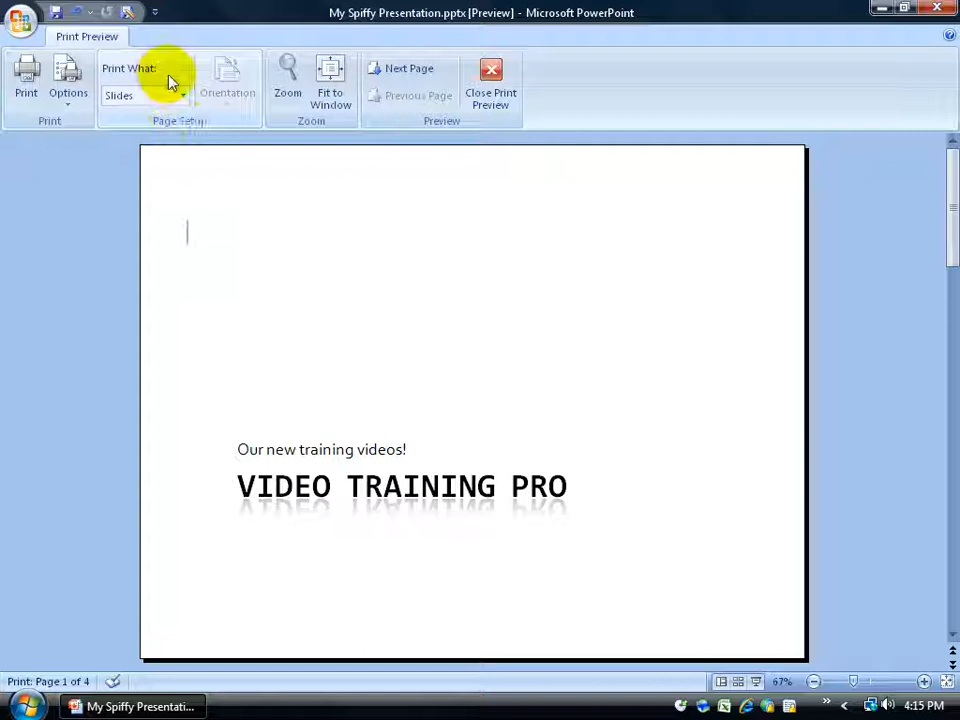 My Spiffy Presentation.pptx [Preview] - Microsoft PowerPoint
Print Preview
Print
Options
Print What:
Slides
Orientation
Zoom
Fit to
Window
Next Page
Previous Page
Close Print
Preview
Print
Page Setup
Zoom
Preview
Our new training videos!
VIDEO TRAINING PRO
Print: Page 1 of 4
67%
My Spiffy Presentati...
4:15 PM